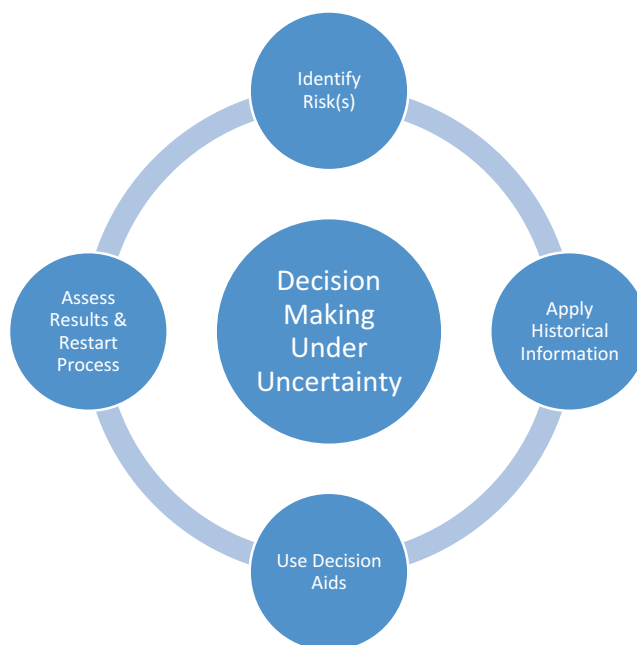 Identify
Risk(s)
Decision
Making
Under
Uncertainty
Assess
Results &
Restart
Process
Apply
Historical
Information
Use Decision
Aids